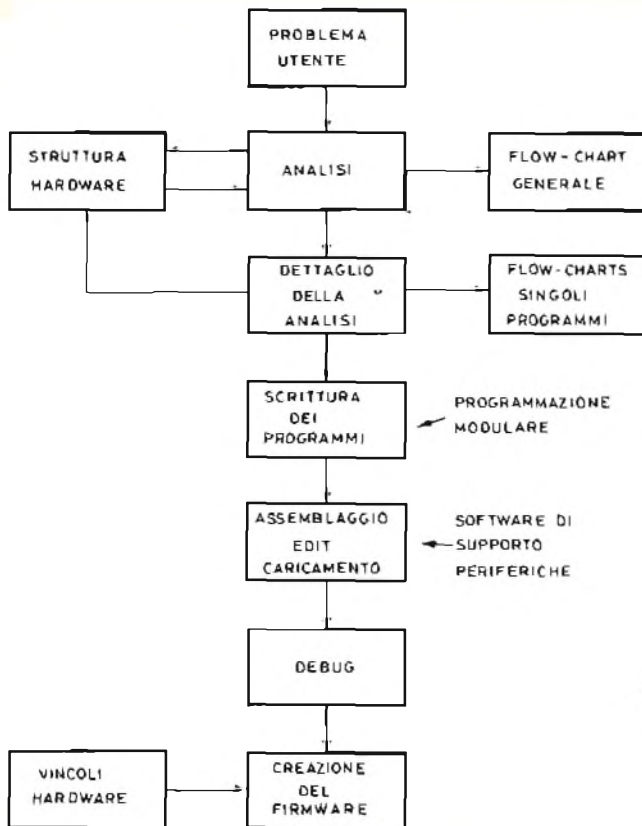 PROBLEMA
UTENTE
STRUTTURA
HARDWARE
ANALISI
FLOW-CHART
GENERALE
DETTAGLIO
DELLA
ANALISI
FLOW-CHARTS
SINGOLI
PROGRAMMI
SCRITTURA
DEI
PROGRAMMI
PROGRAMMAZIONE
MODULARE
ASSEMBLAGGIO
EDIT
CARICAMENTO
SOFTWARE DI
SUPPORTO
PERIFERICHE
DEBUG
VINCOLI
HARDWARE
CREAZIONE
DEL
FIRMWARE